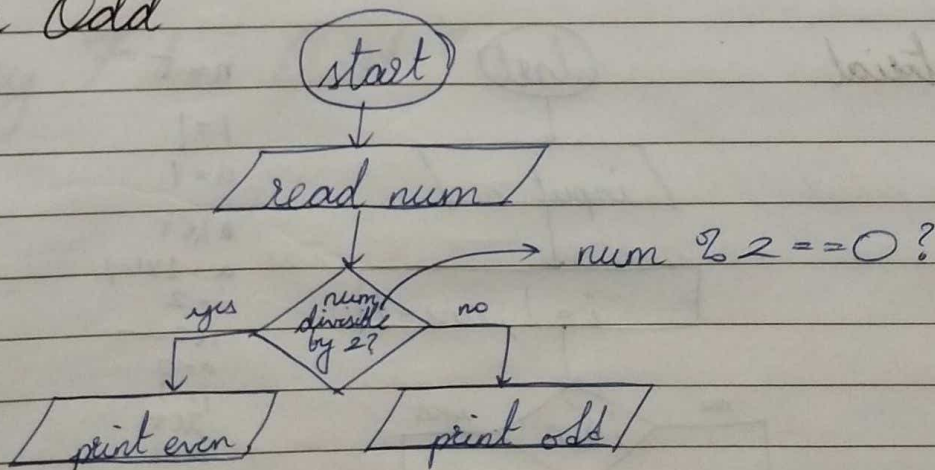 Odd
start
read num
num % 2 == 0 ?
yes
num
divisible
by 2?
no
print even
print odd